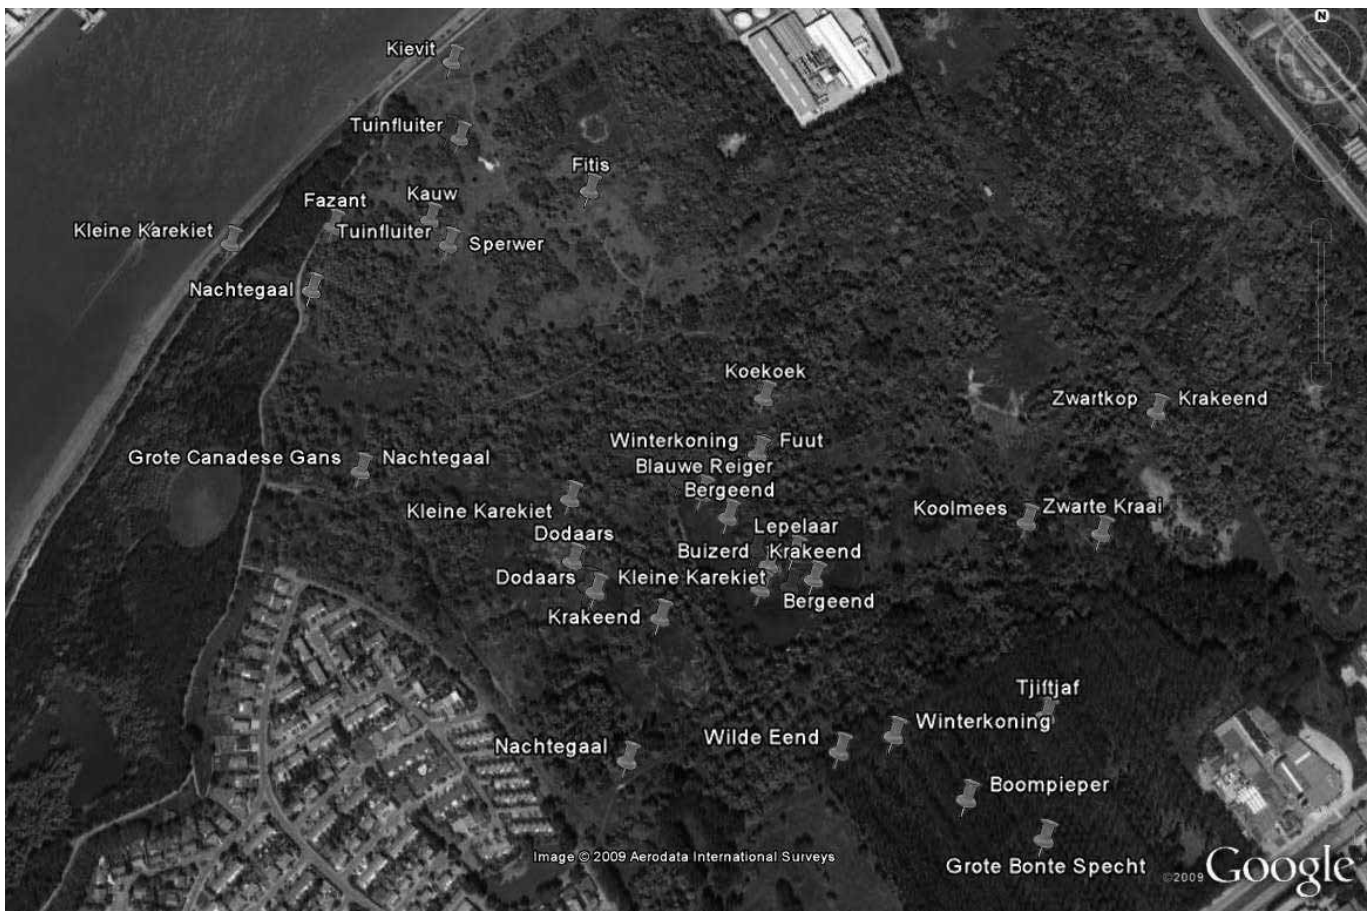 N
Kievit
Tuinfluiter
Fitis
Kauw
Fazant
Kleine Karekiet
Tuinfluiter
Sperwer
Nachtegaal
Koekoek
Zwartkop
Krakeend
Winterkoning
Fuut
Grote Canadese Gans
Nachtegaal
Blauwe Reiger
Bergeend
Kleine Karekiet
Koolmees
Zwarte Kraai
Lepelaar
Dodaars
Buizerd
Krakeend
Dodaars
Kleine Karekiet
Bergeend
Krakeend
Tjiftjaf
Winterkoning
Wilde Eend
Nachtegaal
Boompieper
Image © 2009 Aerodata International Surveys
Grote Bonte Specht
©2009 Google